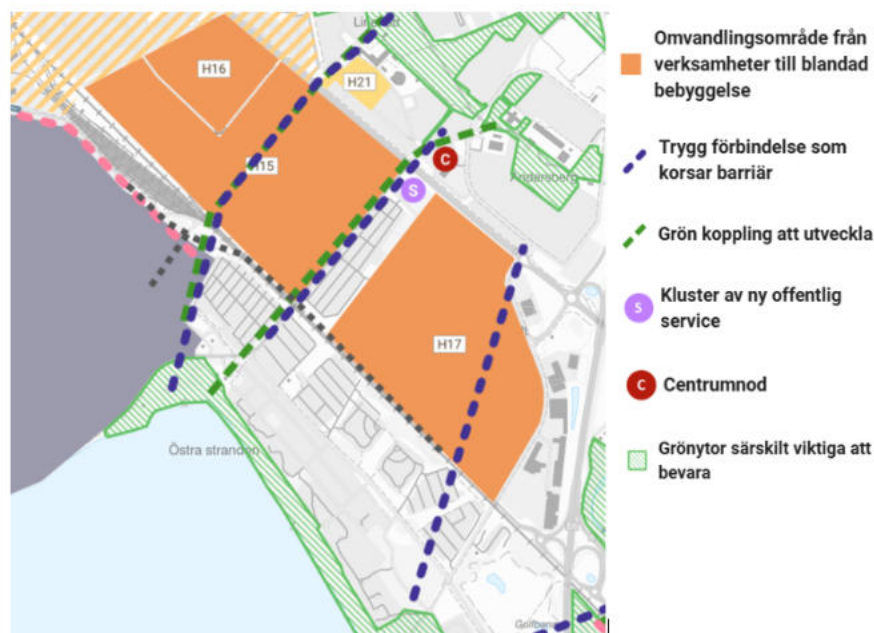 Omvandlingsområde från
verksamheter till blandad
bebyggelse
Trygg förbindelse som
korsar barriär
Grön koppling att utveckla
Kluster av ny offentlig
service
S
C
Centrumnod
Grönytor särskilt viktiga att
bevara
H16
H21
H15
C
S
Andersberg
H17
Östra stranden